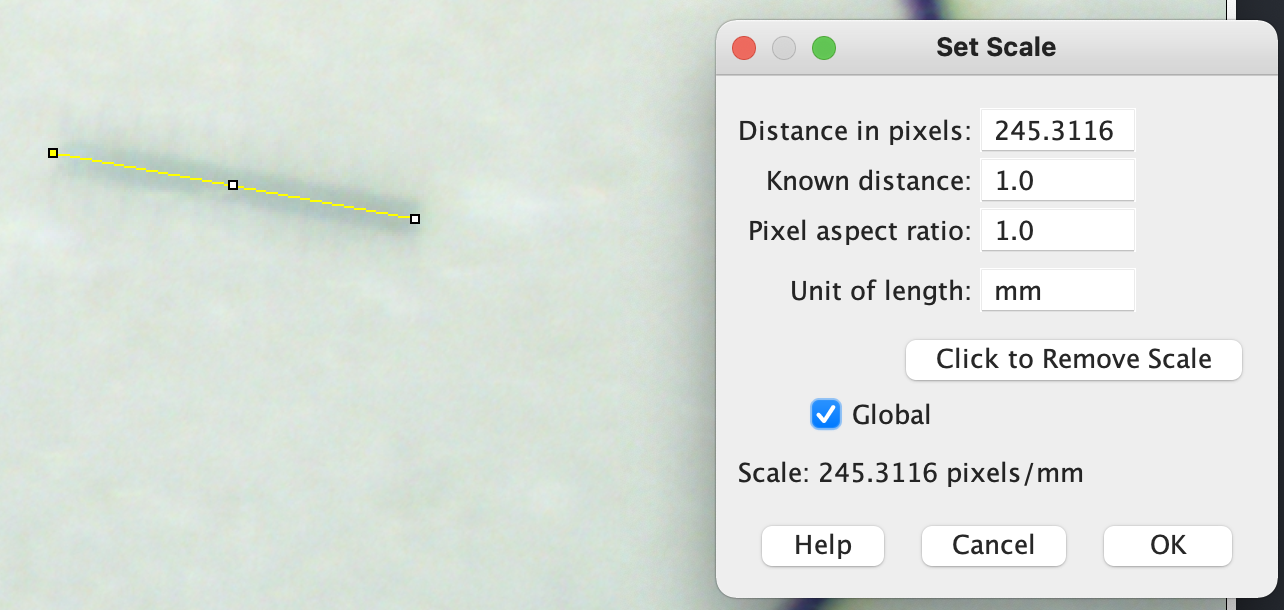 Set Scale
Distance in pixels: 245.3116
Known distance: 1.0
Pixel aspect ratio: 1.0
Unit of length: mm
Click to Remove Scale
Global
Scale: 245.3116 pixels/mm
Help Cancel OK